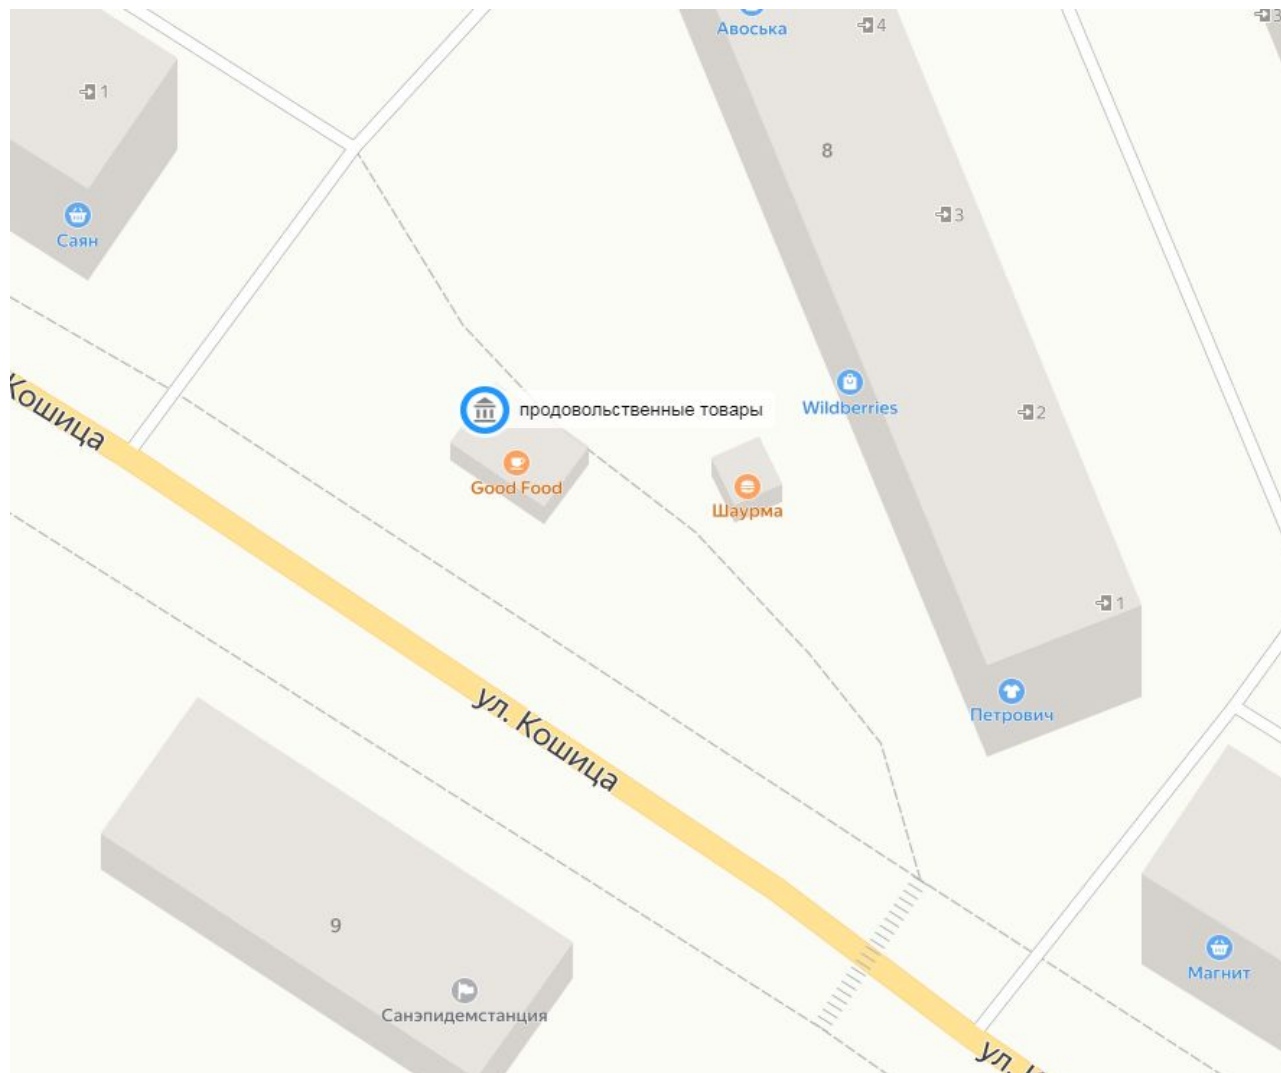 Авоська
4
3
1
8
3
Саян
Кошица
продовольственные товары
Wildberries
2
Good Food
Шаурма
1
ул. Кошица
Петрович
9
Магнит
Санэпидемстанция
ул.